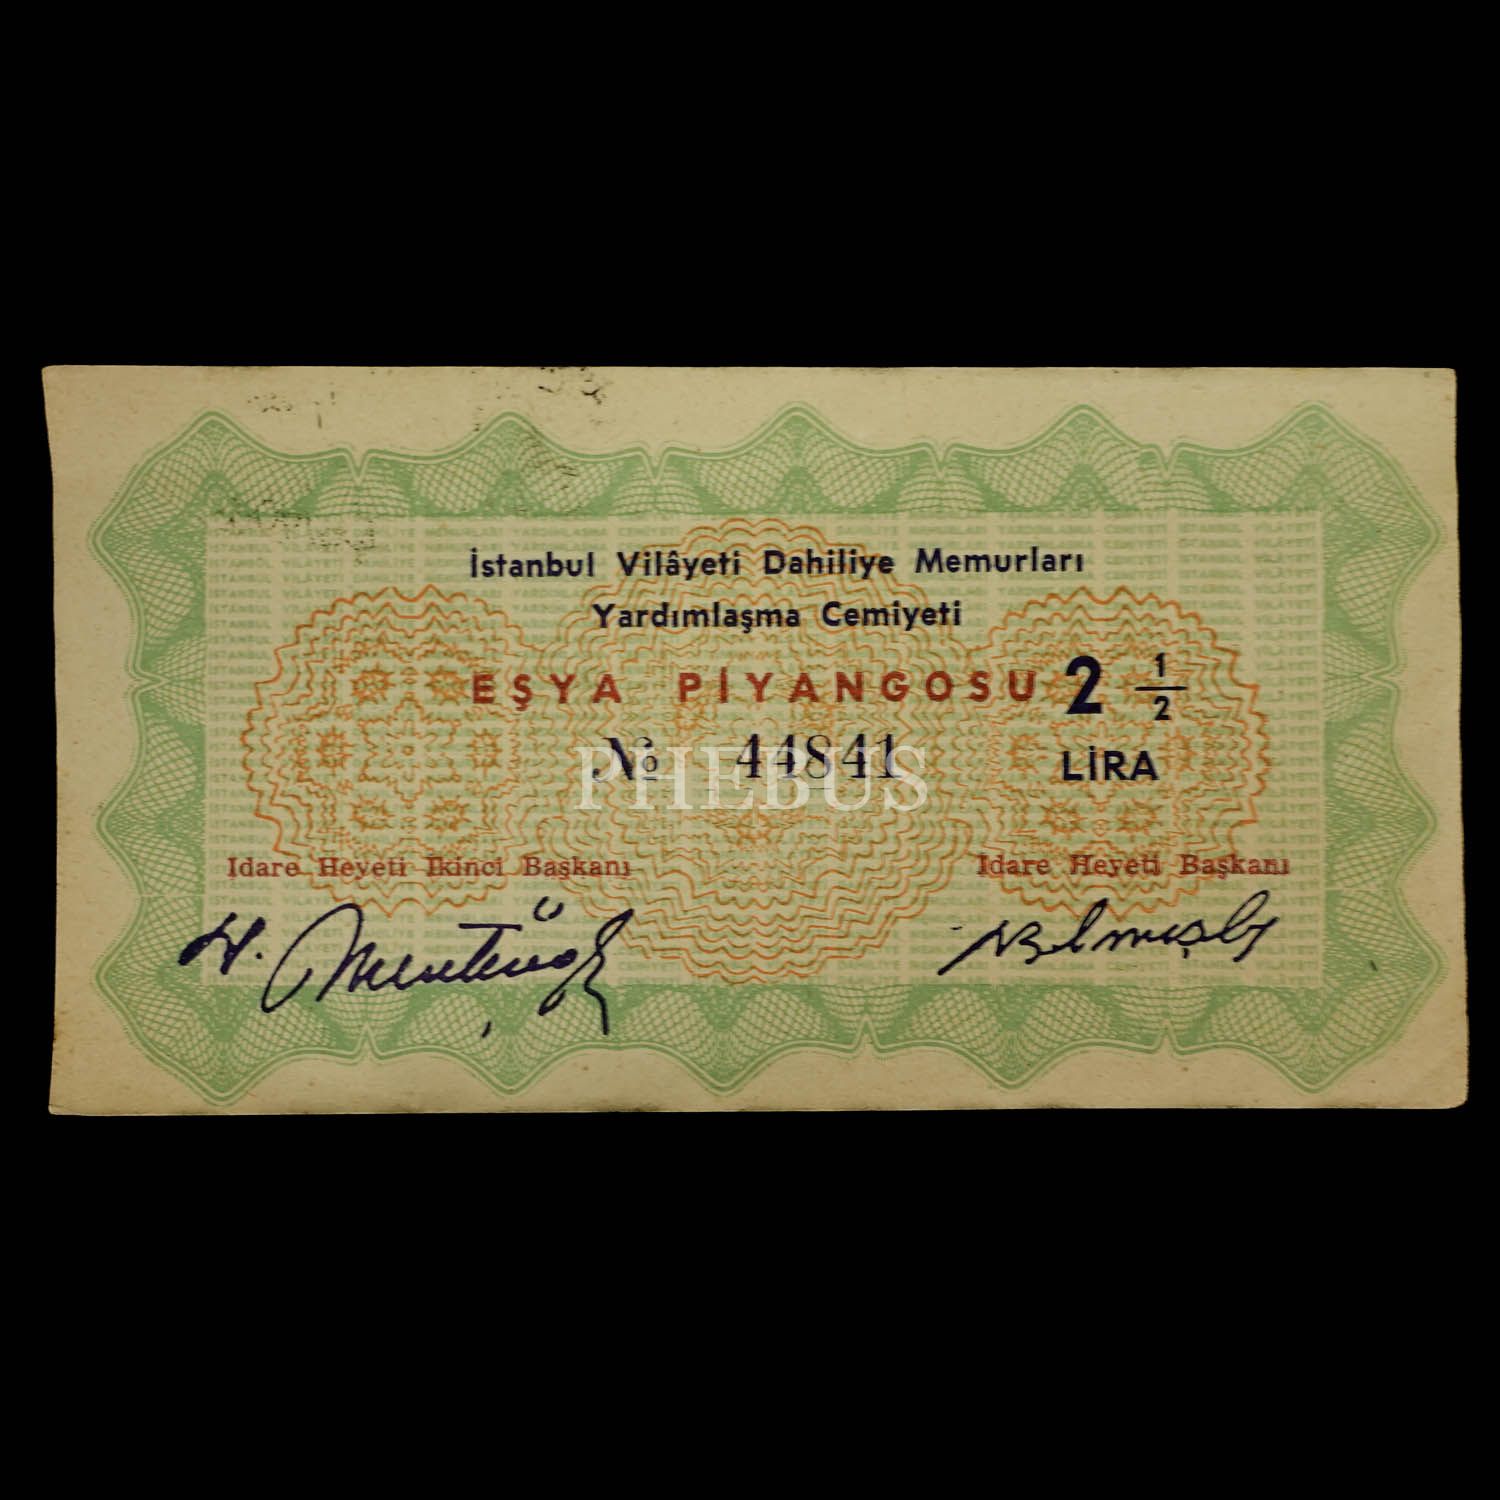 İstanbul Vilâyeti Dahiliye Memurları
Yardımlaşma Cemiyeti
EŞYA PİYANGOSU 2 1/2
№ 44841 LİRA
PHEBUS
Idare Heyeti Ikinci Başkanı Idare Heyeti Başkanı